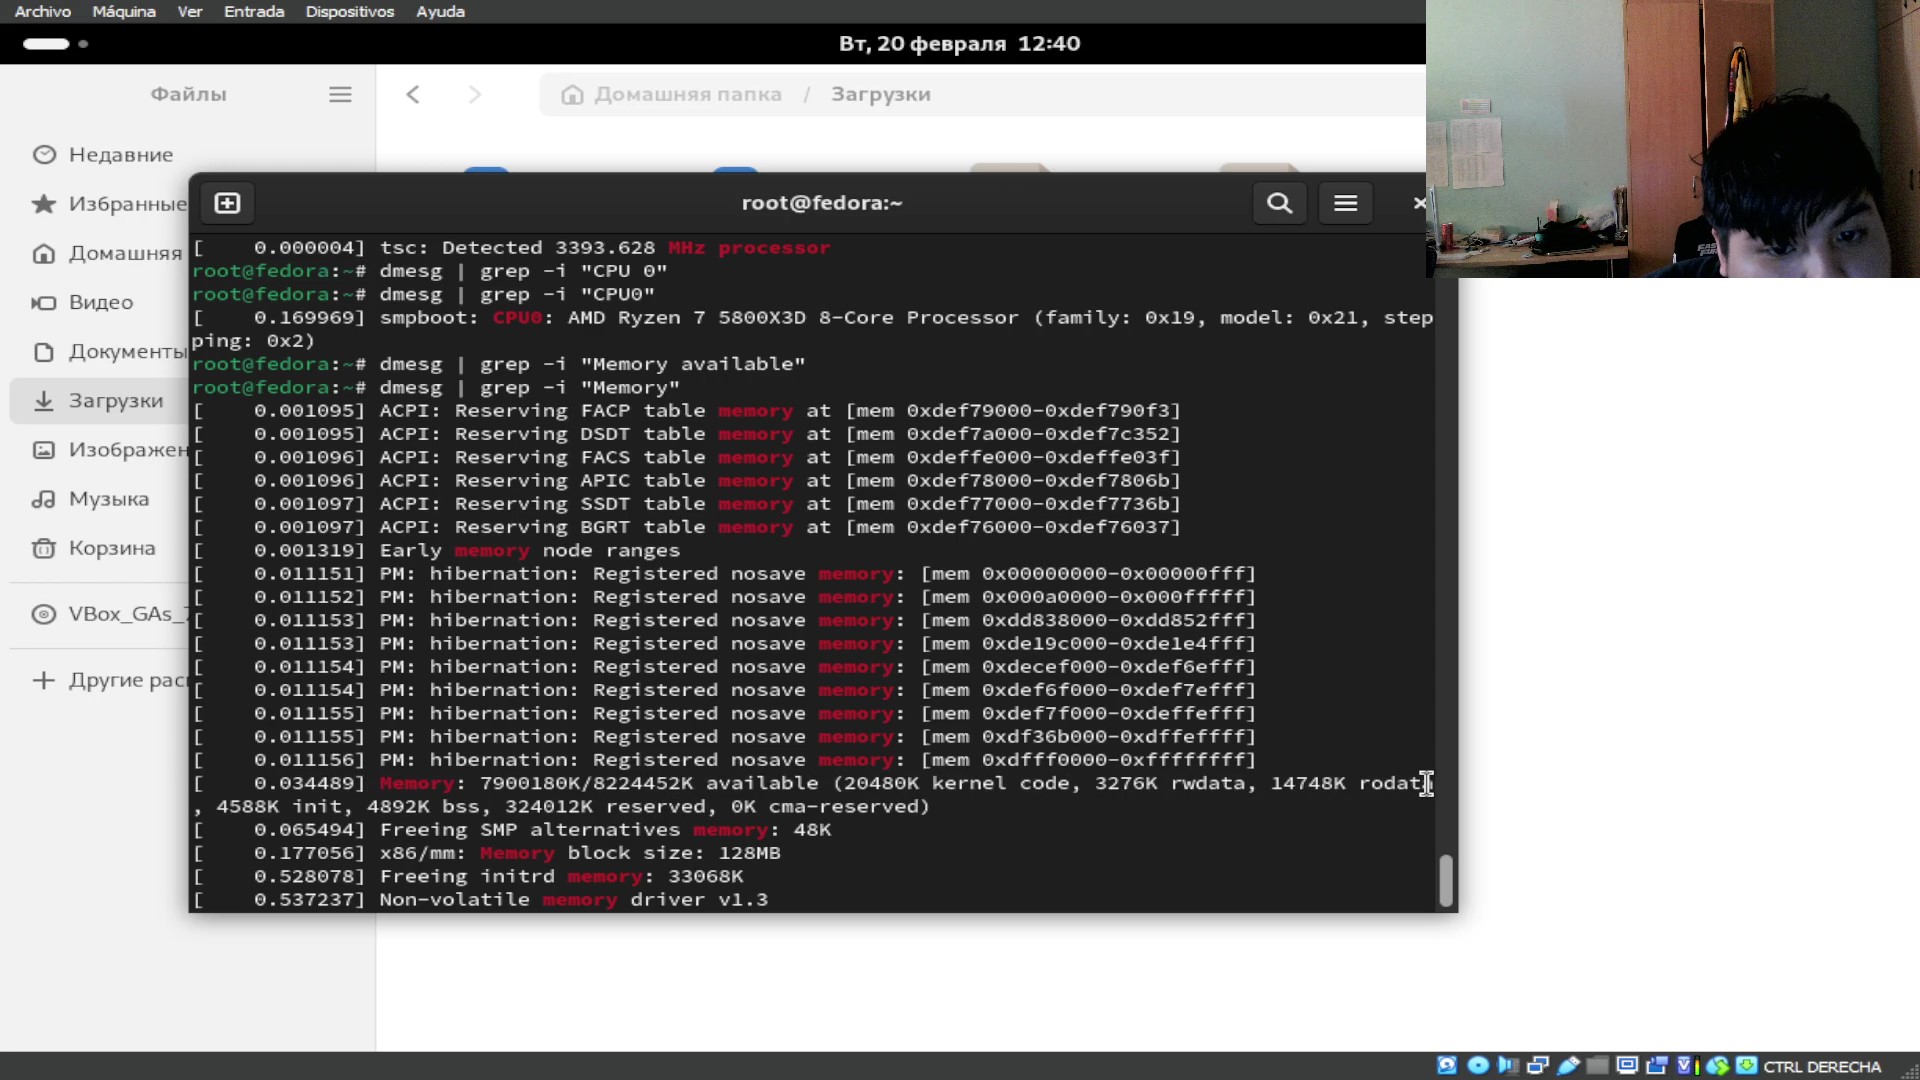 Archivo Máquina Ver Entrada Dispositivos Ayuda
Вт, 20 февраля 12:40
Файлы
Домашняя папка / Загрузки
Недавние
Избранные
Домашняя
Видео
Документы
Загрузки
Изображен
Музыка
Корзина
VBox_GAs_7
Другие рас
root@fedora:~
[    0.000004] tsc: Detected 3393.628 MHz processor
root@fedora:~# dmesg | grep -i "CPU 0"
root@fedora:~# dmesg | grep -i "CPU0"
[    0.169969] smpboot: CPU0: AMD Ryzen 7 5800X3D 8-Core Processor (family: 0x19, model: 0x21, step
ping: 0x2)
root@fedora:~# dmesg | grep -i "Memory available"
root@fedora:~# dmesg | grep -i "Memory"
[    0.001095] ACPI: Reserving FACP table memory at [mem 0xdef79000-0xdef790f3]
[    0.001095] ACPI: Reserving DSDT table memory at [mem 0xdef7a000-0xdef7c352]
[    0.001096] ACPI: Reserving FACS table memory at [mem 0xdeffe000-0xdeffe03f]
[    0.001096] ACPI: Reserving APIC table memory at [mem 0xdef78000-0xdef7806b]
[    0.001097] ACPI: Reserving SSDT table memory at [mem 0xdef77000-0xdef7736b]
[    0.001097] ACPI: Reserving BGRT table memory at [mem 0xdef76000-0xdef76037]
[    0.001319] Early memory node ranges
[    0.011151] PM: hibernation: Registered nosave memory: [mem 0x00000000-0x00000fff]
[    0.011152] PM: hibernation: Registered nosave memory: [mem 0x000a0000-0x000fffff]
[    0.011153] PM: hibernation: Registered nosave memory: [mem 0xdd838000-0xdd852fff]
[    0.011153] PM: hibernation: Registered nosave memory: [mem 0xde19c000-0xde1e4fff]
[    0.011154] PM: hibernation: Registered nosave memory: [mem 0xdecef000-0xdef6efff]
[    0.011154] PM: hibernation: Registered nosave memory: [mem 0xdef6f000-0xdef7efff]
[    0.011155] PM: hibernation: Registered nosave memory: [mem 0xdef7f000-0xdeffefff]
[    0.011155] PM: hibernation: Registered nosave memory: [mem 0xdf36b000-0xdffeffff]
[    0.011156] PM: hibernation: Registered nosave memory: [mem 0xdfff0000-0xffffffff]
[    0.034489] Memory: 7900180K/8224452K available (20480K kernel code, 3276K rwdata, 14748K rodata
, 4588K init, 4892K bss, 324012K reserved, 0K cma-reserved)
[    0.065494] Freeing SMP alternatives memory: 48K
[    0.177056] x86/mm: Memory block size: 128MB
[    0.528078] Freeing initrd memory: 33068K
[    0.537237] Non-volatile memory driver v1.3
CTRL DERECHA